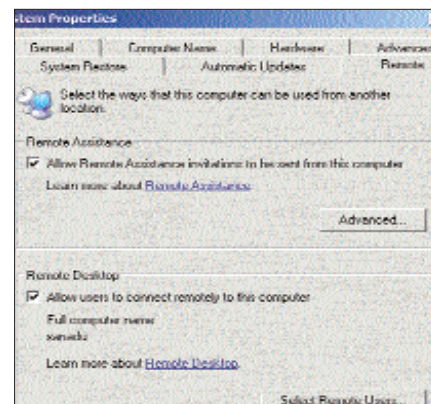 stem Properties
General Computer Name Hardware Advanced
System Restore Automatic Updates Remote
Select the ways that this computer can be used from another
location.
Remote Assistance
Allow Remote Assistance invitations to be sent from this computer
Learn more about Remote Assistance.
Advanced...
Remote Desktop
Allow users to connect remotely to this computer
Full computer name:
xanadu
Learn more about Remote Desktop.
Select Remote Users...